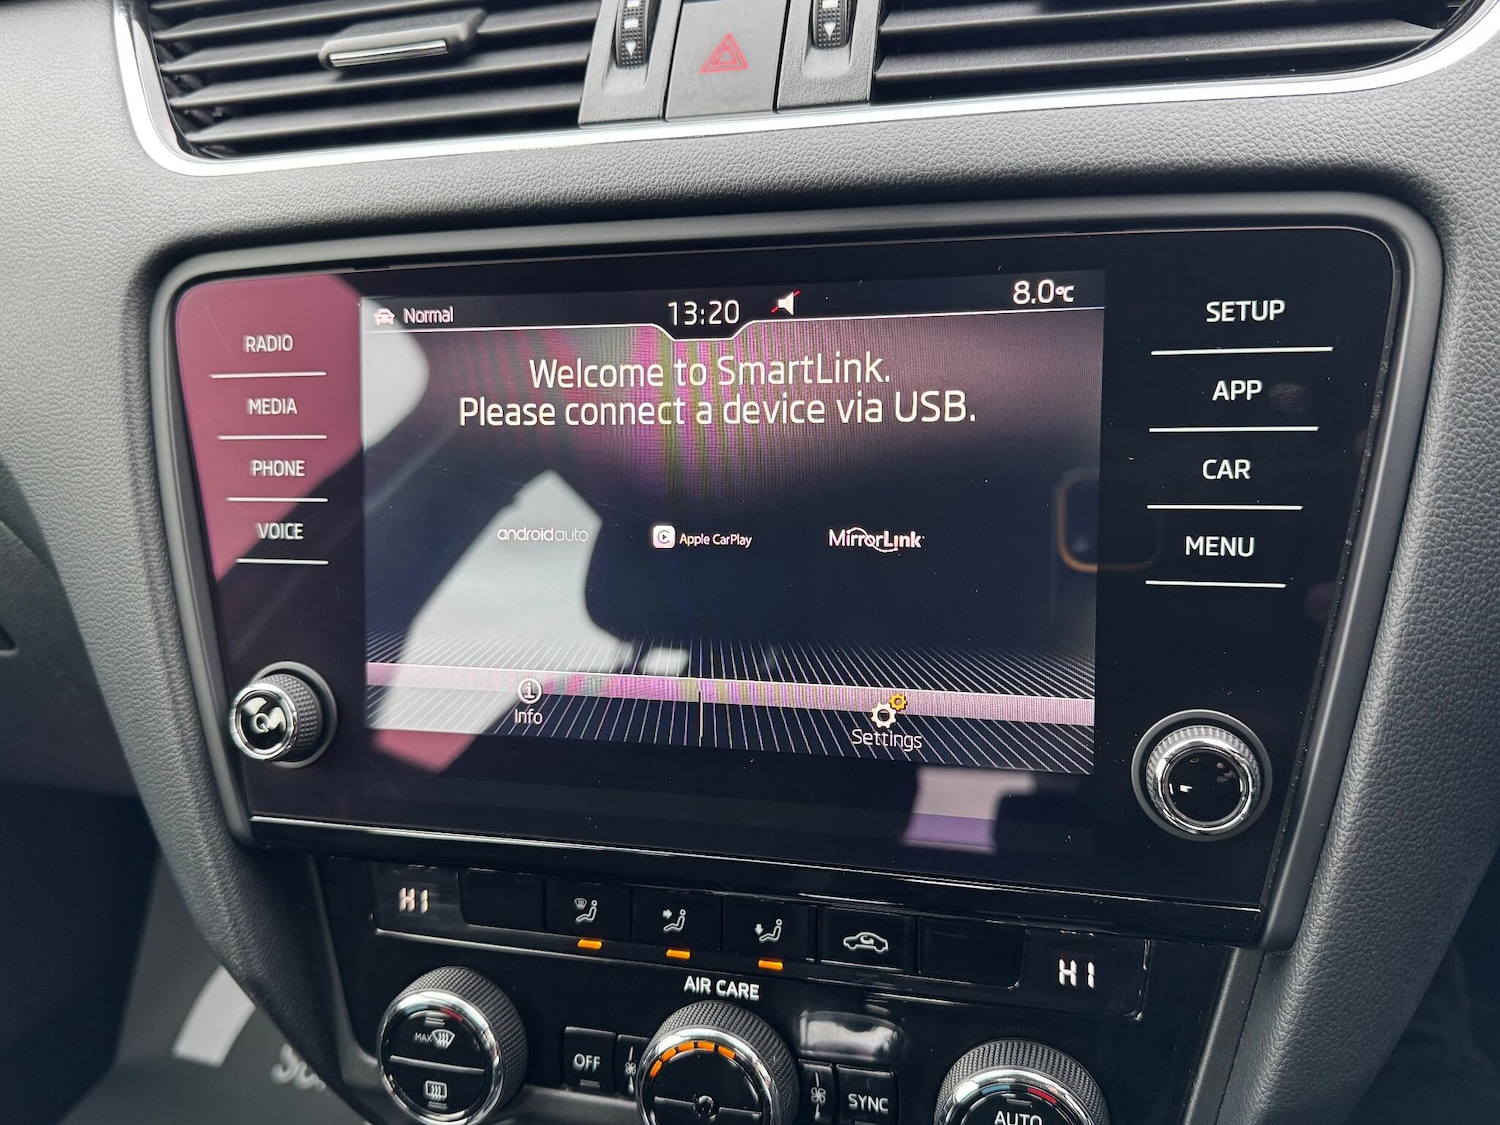 Normal
13:20
8.0°C
Welcome to SmartLink.
Please connect a device via USB.
androidauto
Apple CarPlay
MirrorLink
Info
Settings
RADIO
MEDIA
PHONE
VOICE
SETUP
APP
CAR
MENU
HI
HI
AIR CARE
MAX
OFF
SYNC
AUTO